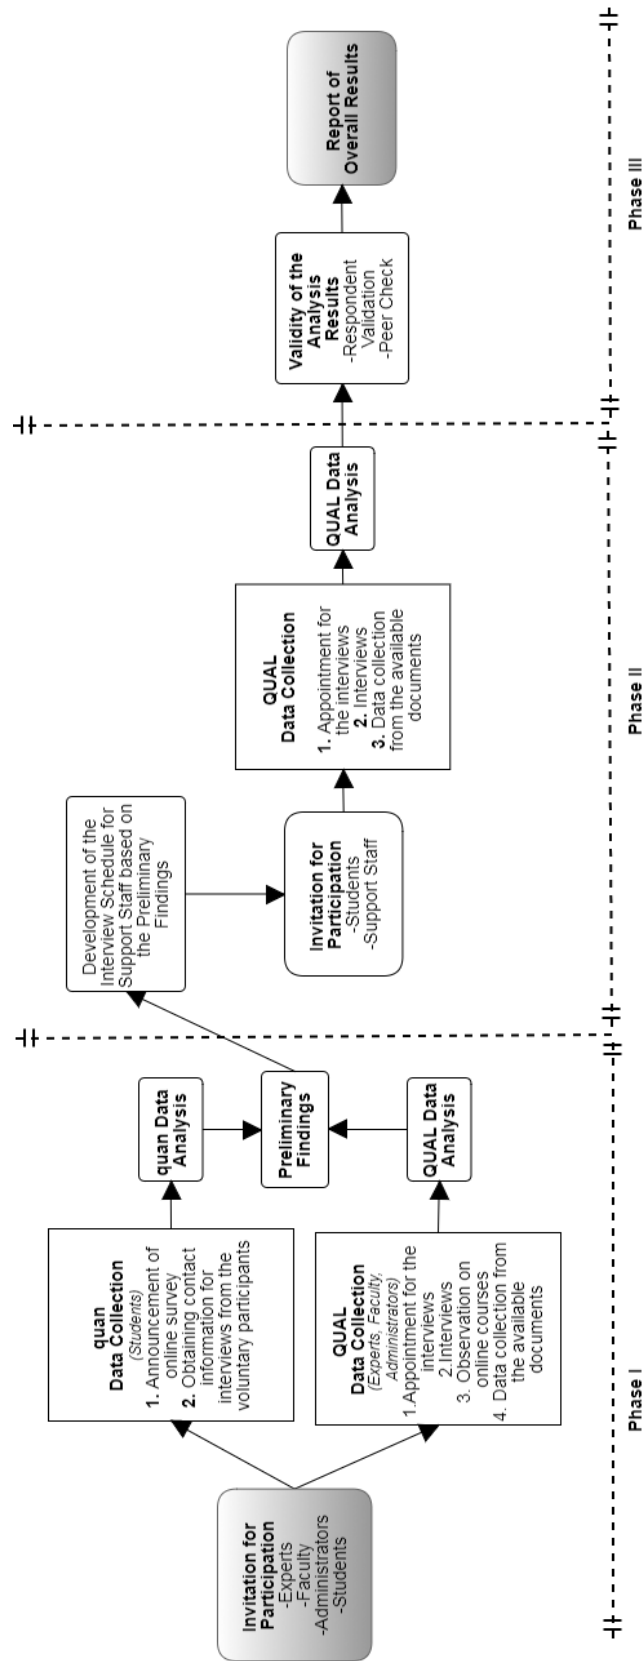 Invitation for
Participation
-Experts
-Faculty
-Administrators
-Students
quan
Data Collection
(Students)
1. Announcement of
online survey
2. Obtaining contact
information for
interviews from the
voluntary participants
QUAL
Data Collection
(Experts, Faculty,
Administrators)
1.Appointment for the
interviews
2.Interviews
3. Observation on
online courses
4. Data collection from
the available
documents
quan Data
Analysis
Preliminary
Findings
QUAL Data
Analysis
Phase I
Development of the
Interview Schedule for
Support Staff based on
the Preliminary
Findings
Invitation for
Participation
-Students
-Support Staff
QUAL
Data Collection
1. Appointment for
the interviews
2. Interviews
3. Data collection
from the available
documents
QUAL Data
Analysis
Phase II
Validity of the
Analysis
Results
-Respondent
Validation
-Peer Check
Report of
Overall Results
Phase III